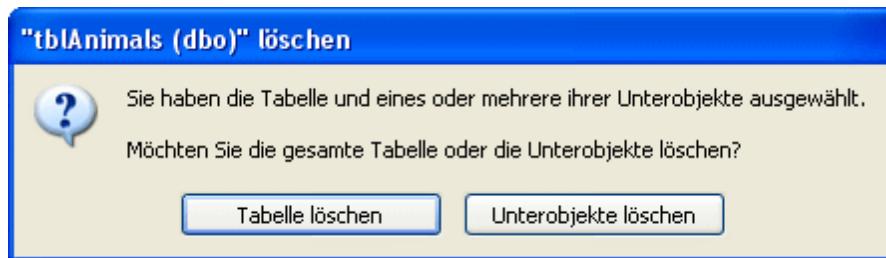 "tblAnimals (dbo)" löschen
Sie haben die Tabelle und eines oder mehrere ihrer Unterobjekte ausgewählt.
Möchten Sie die gesamte Tabelle oder die Unterobjekte löschen?
Tabelle löschen
Unterobjekte löschen